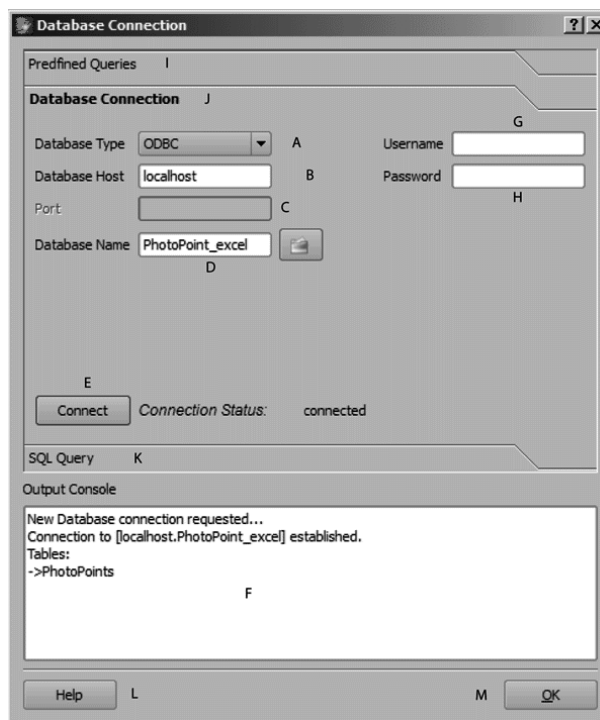 Database Connection ? X
Predfined Queries I
Database Connection J
G
Database Type ODBC A Username
Database Host localhost B Password
Port C H
Database Name PhotoPoint_excel
D
E
Connect Connection Status: connected
SQL Query K
Output Console
New Database connection requested...
Connection to [localhost.PhotoPoint_excel] established.
Tables:
->PhotoPoints
F
Help L M OK